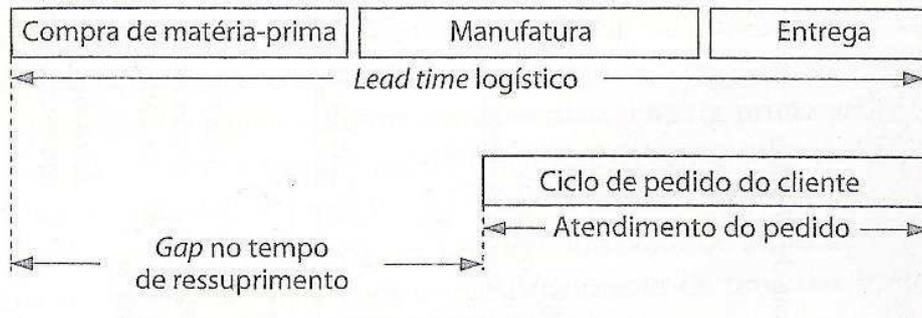 Compra de matéria-prima
Manufatura
Entrega
Lead time logístico
Ciclo de pedido do cliente
Atendimento do pedido
Gap no tempo
de ressuprimento